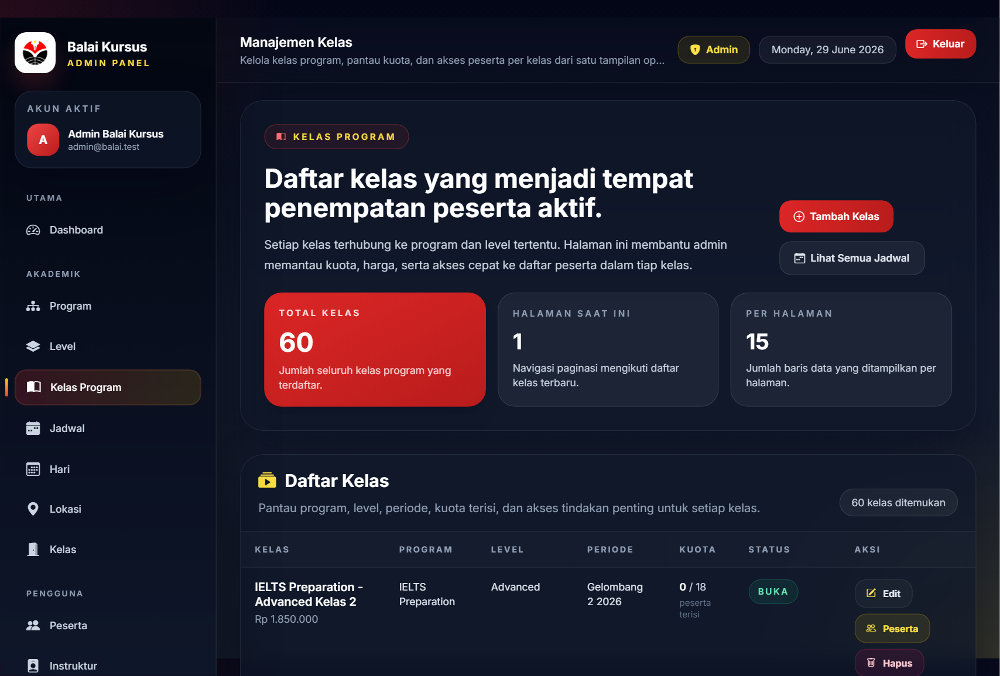 Balai Kursus
ADMIN PANEL
AKUN AKTIF
A
Admin Balai Kursus
admin@balai.test
UTAMA
Dashboard
AKADEMIK
Program
Level
Kelas Program
Jadwal
Hari
Lokasi
Kelas
PENGGUNA
Peserta
Instruktur
Manajemen Kelas
Kelola kelas program, pantau kuota, dan akses peserta per kelas dari satu tampilan op...
Admin
Monday, 29 June 2026
Keluar
KELAS PROGRAM
Daftar kelas yang menjadi tempat
penempatan peserta aktif.
Setiap kelas terhubung ke program dan level tertentu. Halaman ini membantu admin
memantau kuota, harga, serta akses cepat ke daftar peserta dalam tiap kelas.
Tambah Kelas
Lihat Semua Jadwal
TOTAL KELAS
60
Jumlah seluruh kelas program yang
terdaftar.
HALAMAN SAAT INI
1
Navigasi paginasi mengikuti daftar
kelas terbaru.
PER HALAMAN
15
Jumlah baris data yang ditampilkan per
halaman.
Daftar Kelas
Pantau program, level, periode, kuota terisi, dan akses tindakan penting untuk setiap kelas.
60 kelas ditemukan
KELAS PROGRAM LEVEL PERIODE KUOTA STATUS AKSI
IELTS Preparation -
Advanced Kelas 2
Rp 1.850.000
IELTS
Preparation
Advanced
Gelombang
2 2026
0 / 18
peserta
terisi
BUKA
Edit
Peserta
Hapus